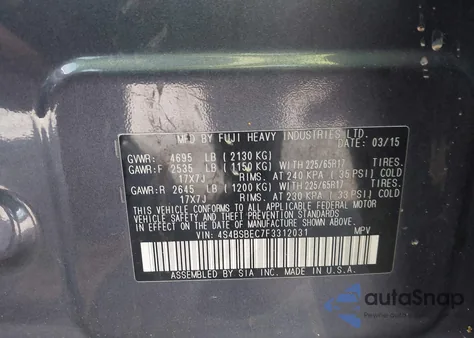 MFD BY FUJI HEAVY INDUSTRIES LTD.
DATE: 03/15
GVWR: 4695 LB (2130 KG)
GAWR:F 2535 LB (1150 KG) WITH 225/65R17 TIRES.
17X7J RIMS. AT 240 KPA (35 PSI) COLD
GAWR:R 2645 LB (1200 KG) WITH 225/65R17 TIRES.
17X7J RIMS. AT 230 KPA (33 PSI) COLD
THIS VEHICLE CONFORMS TO ALL APPLICABLE FEDERAL MOTOR
VEHICLE SAFETY AND THEFT PREVENTION STANDARDS
IN EFFECT ON THE DATE OF MANUFACTURE SHOWN ABOVE.
VIN: 4S4BSBEC7F3312031 MPV
ASSEMBLED BY SIA INC. MADE IN U.S.A.
autoSnap